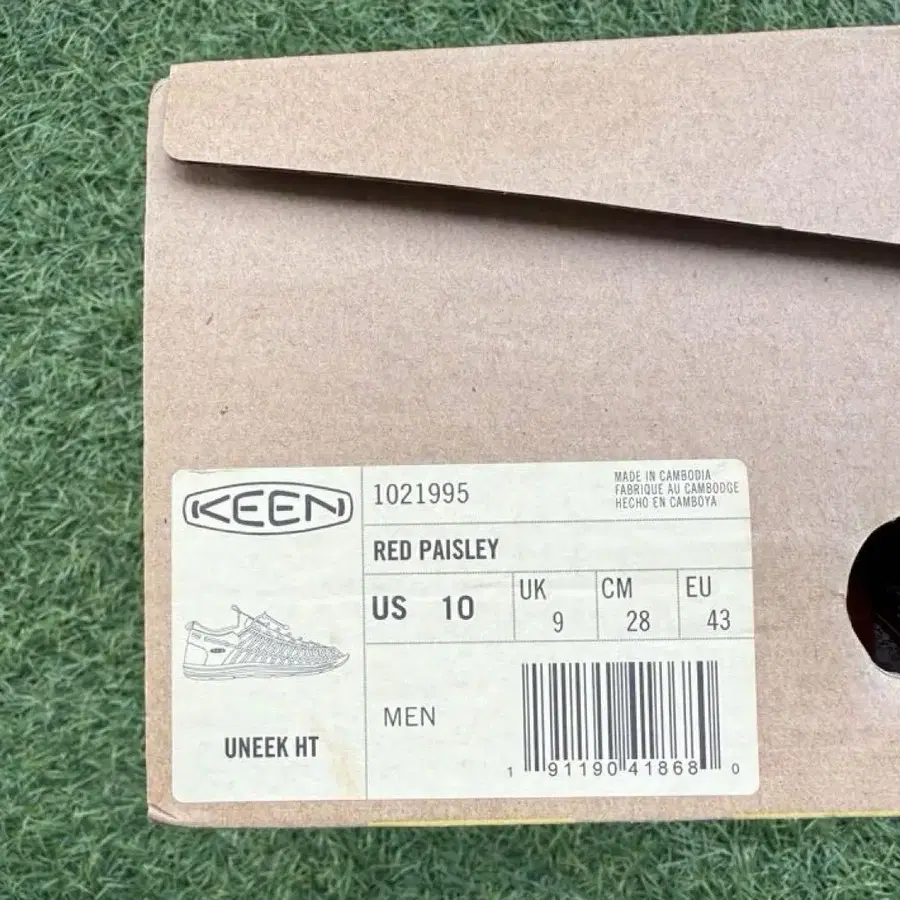 KEEN
1021995
MADE IN CAMBODIA
FABRIQUE AU CAMBODGE
HECHO EN CAMBOYA
RED PAISLEY
US 10
UK 9
CM 28
EU 43
MEN
UNEEK HT
1 91190 41868 0